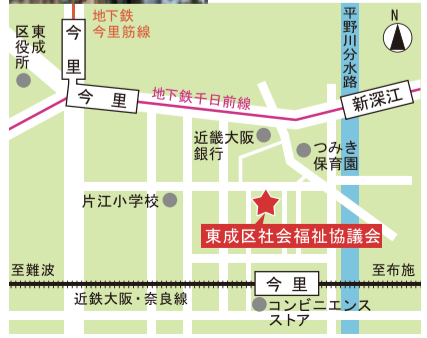 地下鉄
今里筋線
東成
区役所
今里
平野川分水路
N
今里
地下鉄千日前線
新深江
近畿大阪
銀行
つみき
保育園
片江小学校
東成区社会福祉協議会
至難波
今里
至布施
近鉄大阪・奈良線
コンビニエンス
ストア